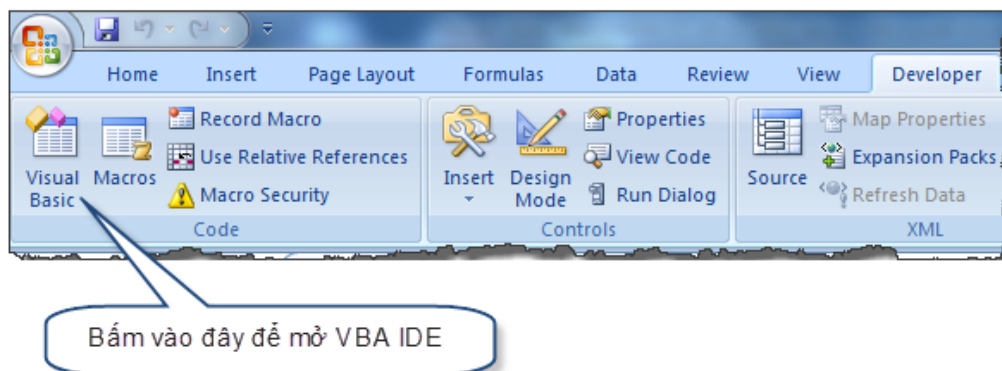 Home Insert Page Layout Formulas Data Review View Developer
Visual Basic
Macros
Record Macro
Use Relative References
Macro Security
Code
Insert
Design Mode
Properties
View Code
Run Dialog
Controls
Source
Map Properties
Expansion Packs
Refresh Data
XML
Bấm vào đây để mở VBA IDE